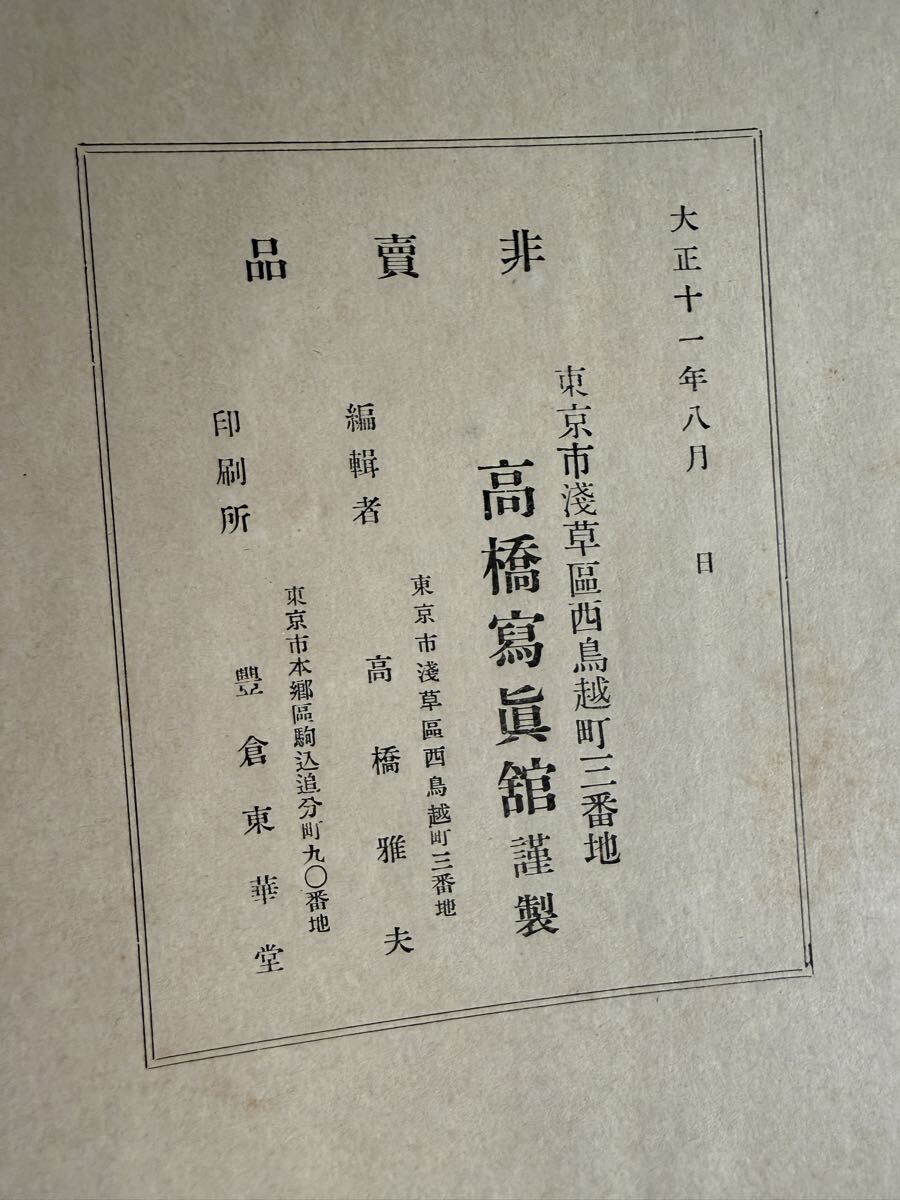 大正十一年八月　日
非賣品
東京市淺草區西鳥越町三番地
高橋寫眞舘謹製
東京市淺草區西鳥越町三番地
編輯者　高橋雅夫
東京市本鄕區駒込追分町九〇番地
印刷所　豐倉東華堂